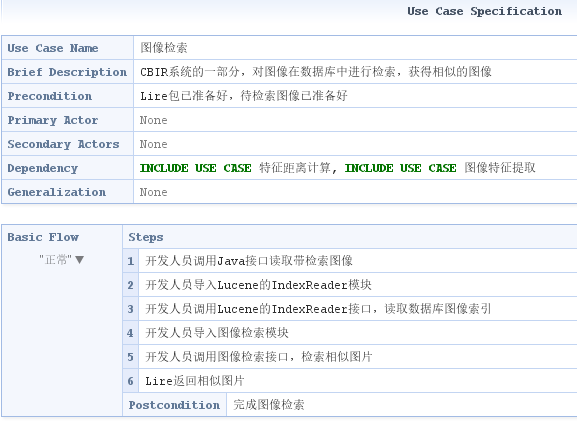 Use Case Specification
Use Case Name 图像检索
Brief Description CBIR系统的一部分，对图像在数据库中进行检索，获得相似的图像
Precondition Lire包已准备好，待检索图像已准备好
Primary Actor None
Secondary Actors None
Dependency INCLUDE USE CASE 特征距离计算, INCLUDE USE CASE 图像特征提取
Generalization None
Basic Flow Steps
"正常" ▼
1 开发人员调用Java接口读取带检索图像
2 开发人员导入Lucene的IndexReader模块
3 开发人员调用Lucene的IndexReader接口，读取数据库图像索引
4 开发人员导入图像检索模块
5 开发人员调用图像检索接口，检索相似图片
6 Lire返回相似图片
Postcondition 完成图像检索